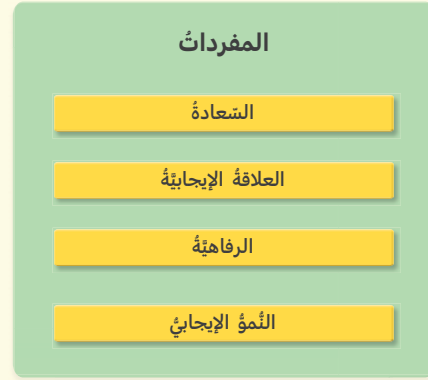 المفرداتُ
السّعادةُ
العلاقةُ الإيجابيَّةُ
الرفاهيَّةُ
النُّموُّ الإيجابيُّ